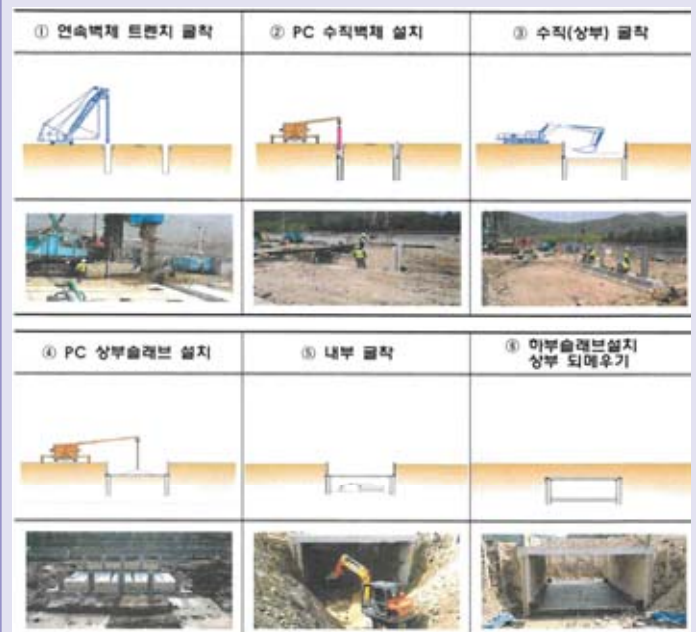 ① 연속벽체 트렌치 굴착
② PC 수직벽체 설치
③ 수직(상부) 굴착
④ PC 상부슬래브 설치
⑤ 내부 굴착
⑥ 하부슬래브설치
상부 되메우기